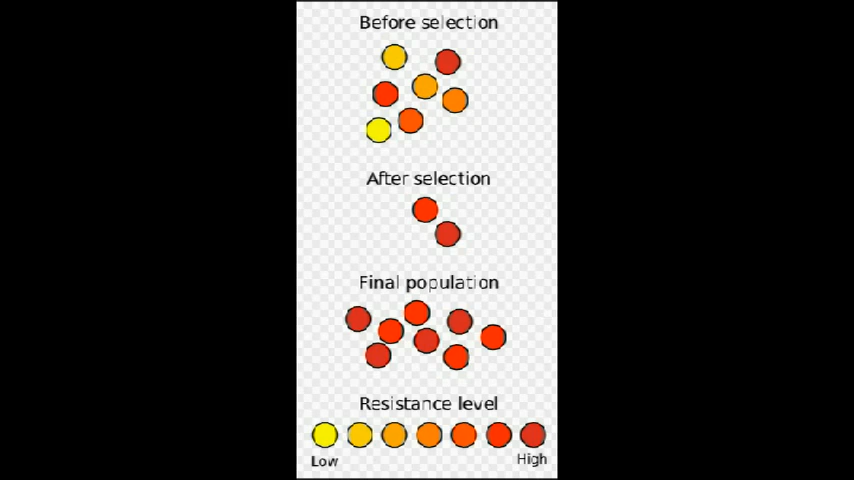 Before selection
After selection
Final population
Resistance level
Low
High